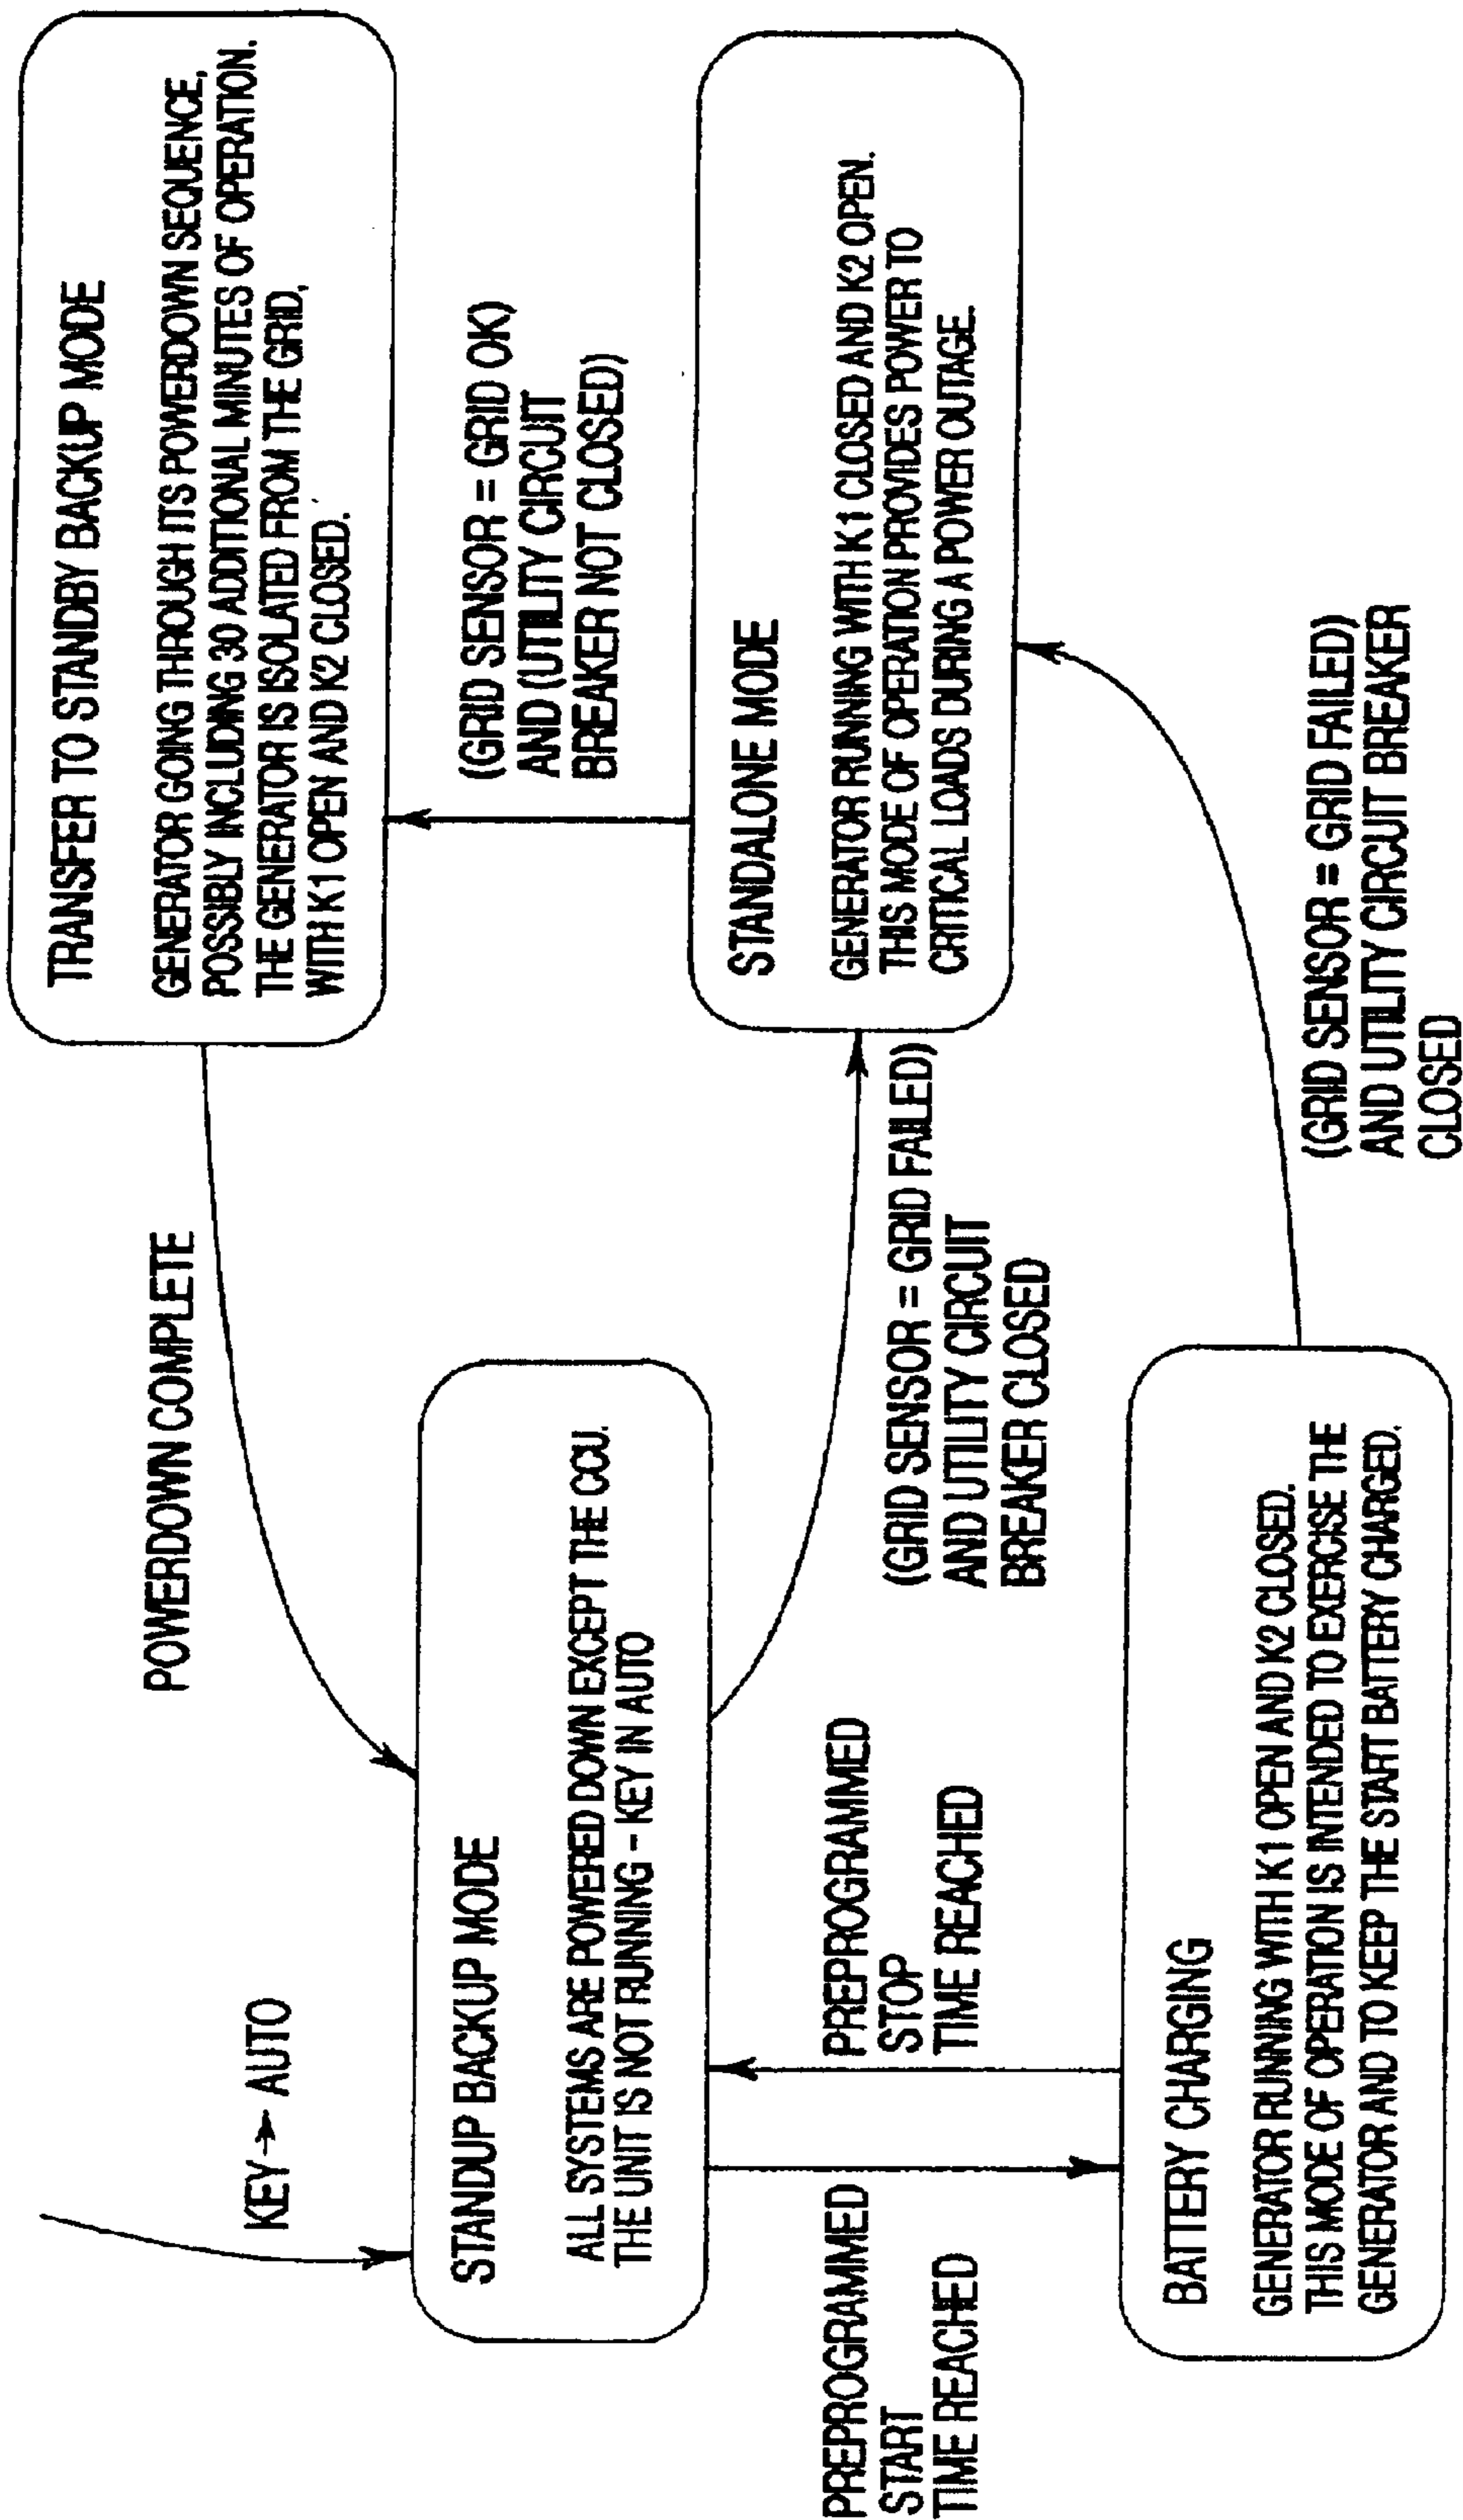 KEY → AUTO
POWERDOWN COMPLETE
TRANSFER TO STANDBY BACKUP MODE
GENERATOR GOING THROUGH ITS POWERDOWN SEQUENCE,
POSSIBLY INCLUDING 30 ADDITIONAL MINUTES OF OPERATION.
THE GENERATOR IS ISOLATED FROM THE GRID,
WITH K1 OPEN AND K2 CLOSED.
STANDUP BACKUP MODE
ALL SYSTEMS ARE POWERED DOWN EXCEPT THE CCU.
THE UNIT IS NOT RUNNING - KEY IN AUTO
(GRID SENSOR = GRID OK)
AND (UTILITY CIRCUIT
BREAKER NOT CLOSED)
STANDALONE MODE
GENERATOR RUNNING WITH K1 CLOSED AND K2 OPEN.
THIS MODE OF OPERATION PROVIDES POWER TO
CRITICAL LOADS DURING A POWER OUTAGE.
PREPROGRAMMED
START
TIME REACHED
PREPROGRAMMED
STOP
TIME REACHED
(GRID SENSOR = GRID FAILED)
AND UTILITY CIRCUIT
BREAKER CLOSED
BATTERY CHARGING
GENERATOR RUNNING WITH K1 OPEN AND K2 CLOSED.
THIS MODE OF OPERATION IS INTENDED TO EXERCISE THE
GENERATOR AND TO KEEP THE START BATTERY CHARGED.
(GRID SENSOR = GRID FAILED)
AND UTILITY CIRCUIT BREAKER
CLOSED